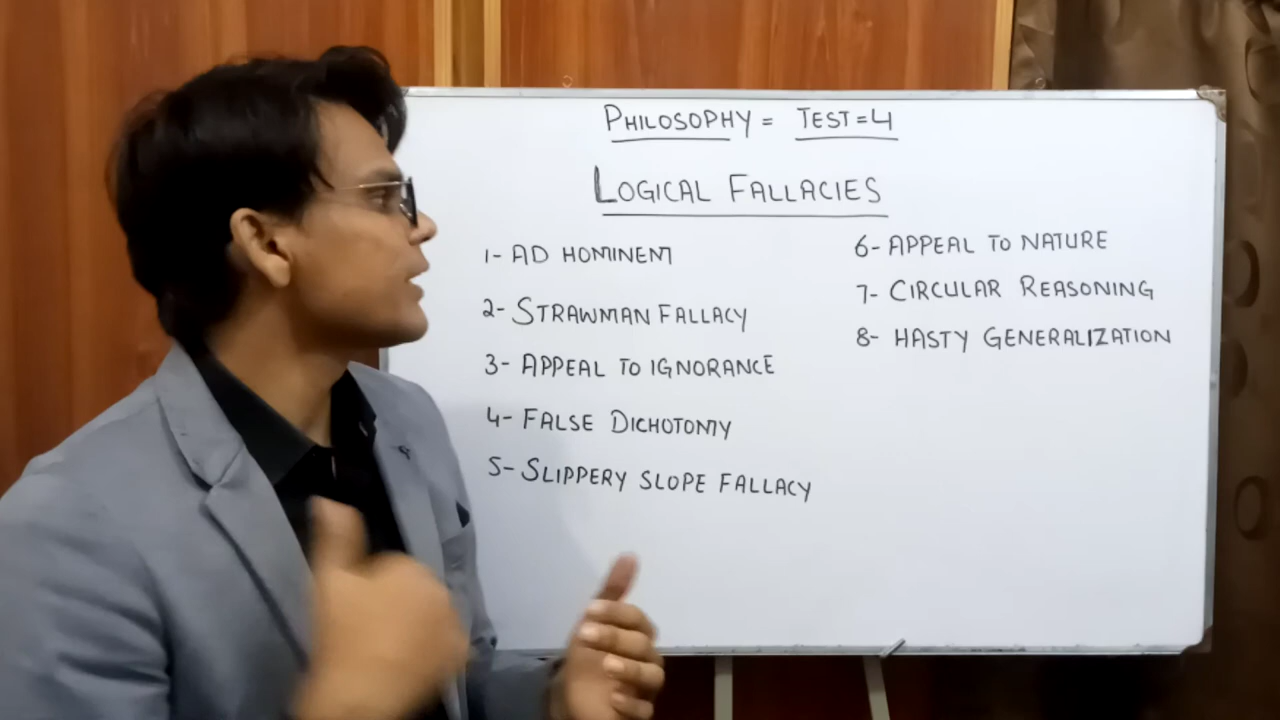 PHILOSOPHY = TEST=4
LOGICAL FALLACIES
1- AD HOMINENT
2- STRAWMAN FALLACY
3- APPEAL TO IGNORANCE
4- FALSE DICHOTOMY
5- SLIPPERY SLOPE FALLACY
6- APPEAL TO NATURE
7- CIRCULAR REASONING
8- HASTY GENERALIZATION